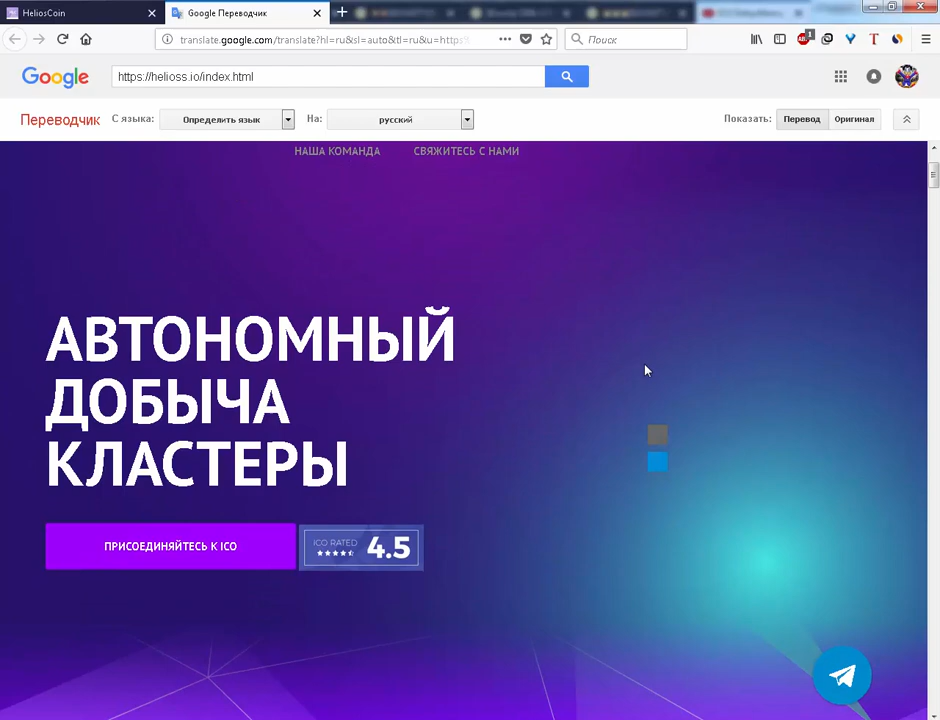 HeliosCoin
Google Переводчик
translate.google.com/translate?hl=ru&sl=auto&tl=ru&u=https
Поиск
1
Google
https://helioss.io/index.html
Переводчик
С языка:
Определить язык
На:
русский
Показать:
Перевод
Оригинал
НАША КОМАНДА
СВЯЖИТЕСЬ С НАМИ
АВТОНОМНЫЙ
ДОБЫЧА
КЛАСТЕРЫ
ПРИСОЕДИНЯЙТЕСЬ К ICO
ICO RATED
4.5